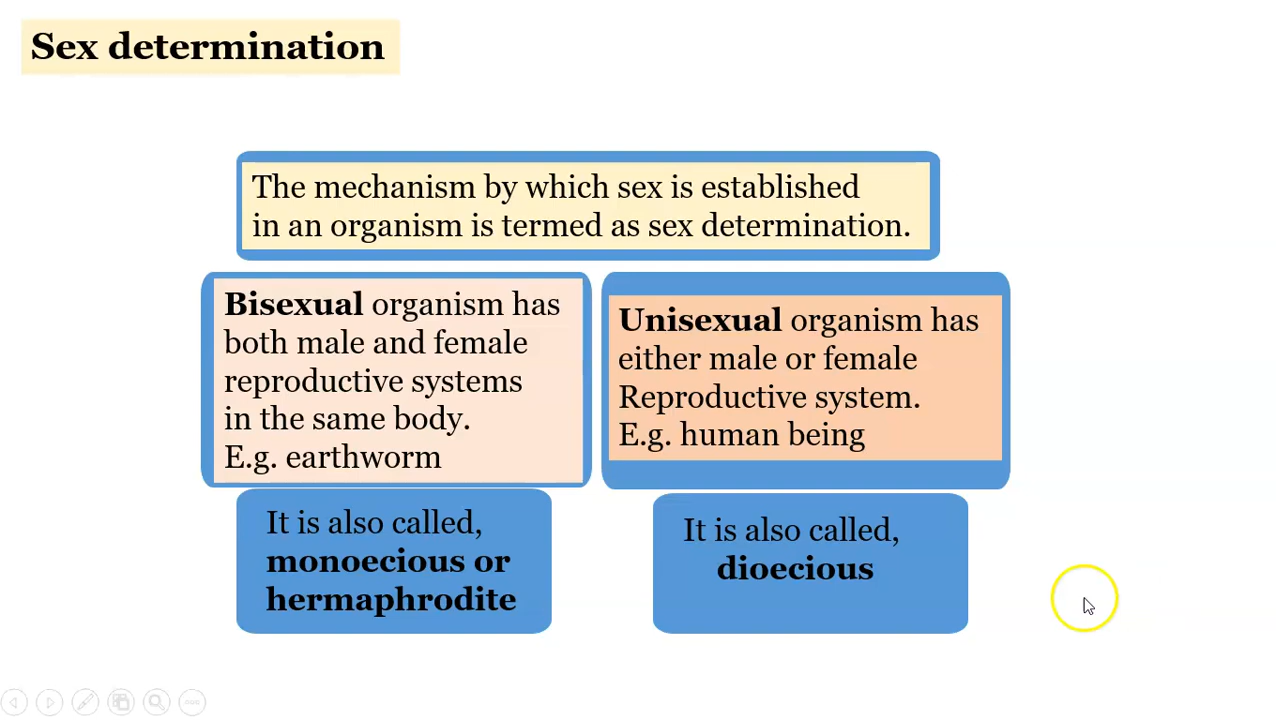 Sex determination
The mechanism by which sex is established
in an organism is termed as sex determination.
Bisexual organism has
both male and female
reproductive systems
in the same body.
E.g. earthworm
Unisexual organism has
either male or female
Reproductive system.
E.g. human being
It is also called,
monoecious or
hermaphrodite
It is also called,
dioecious